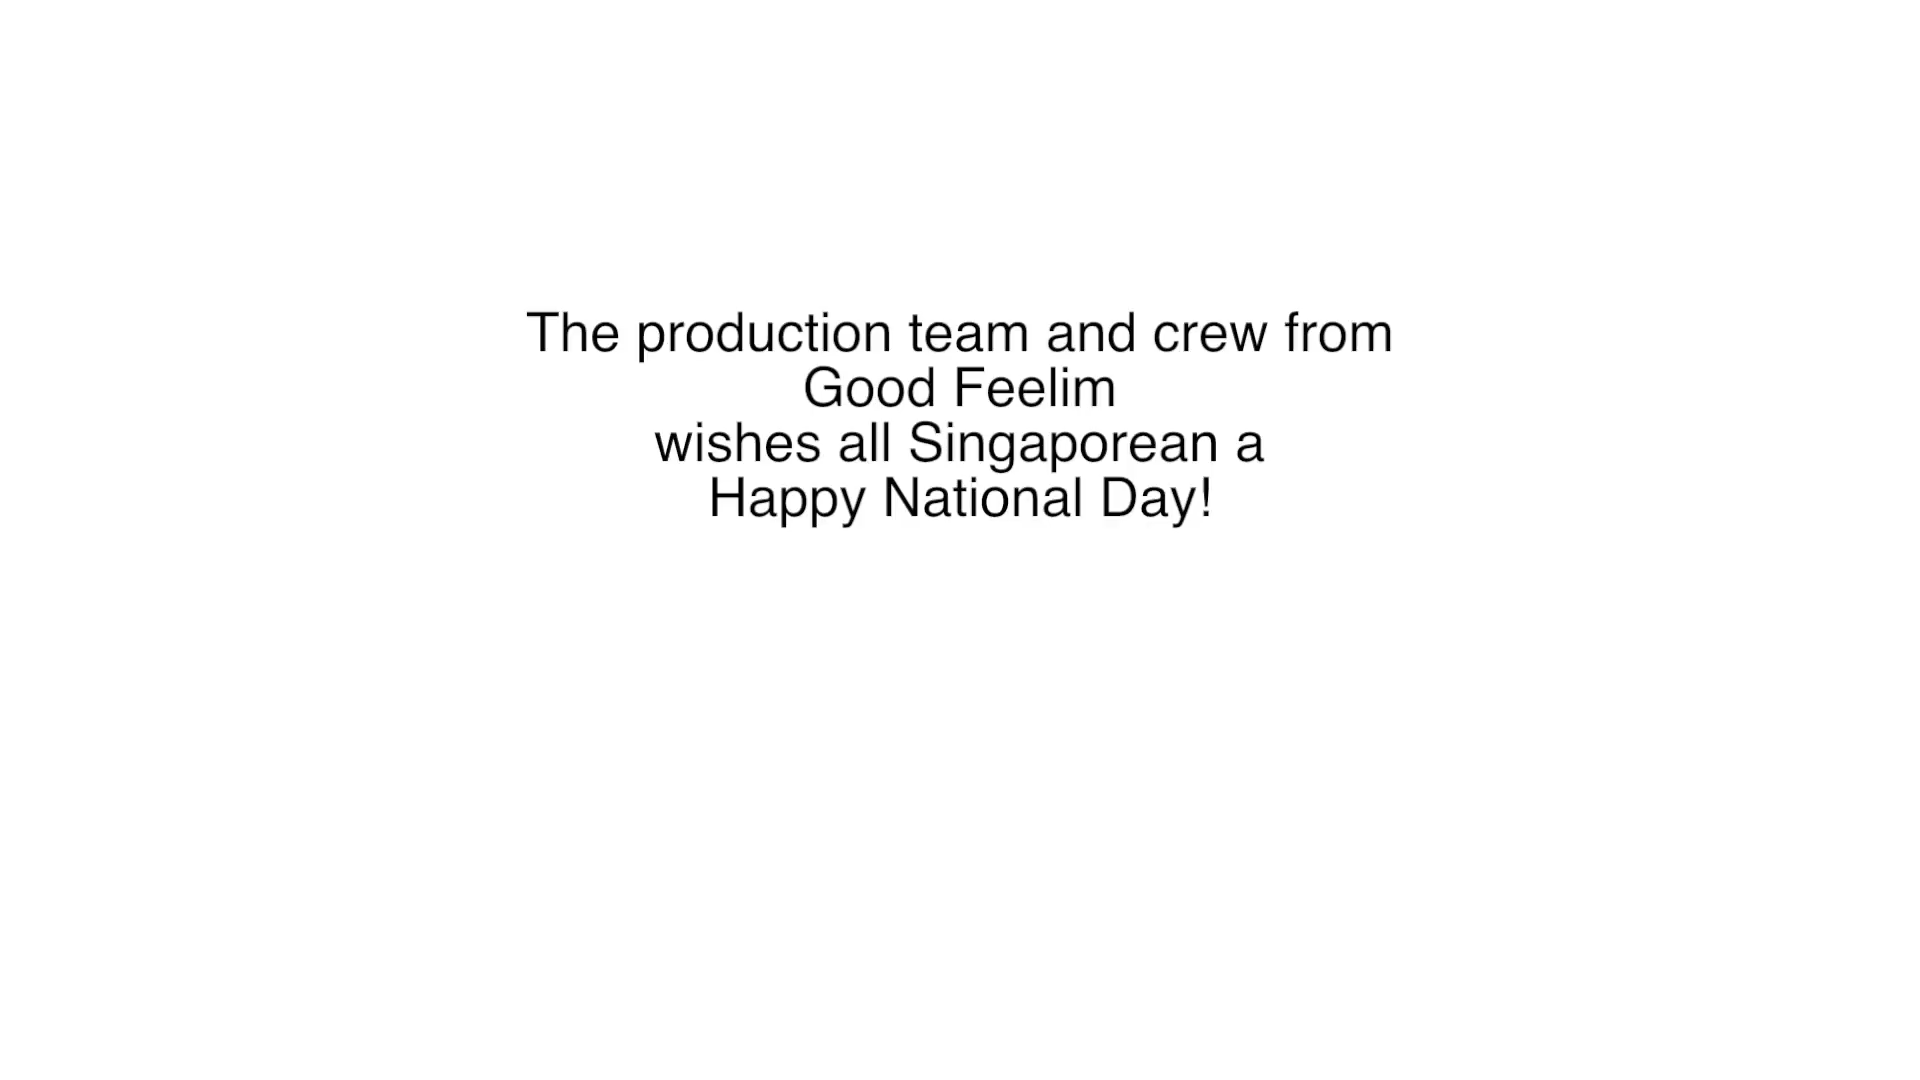 The production team and crew from
Good Feelim
wishes all Singaporean a
Happy National Day!